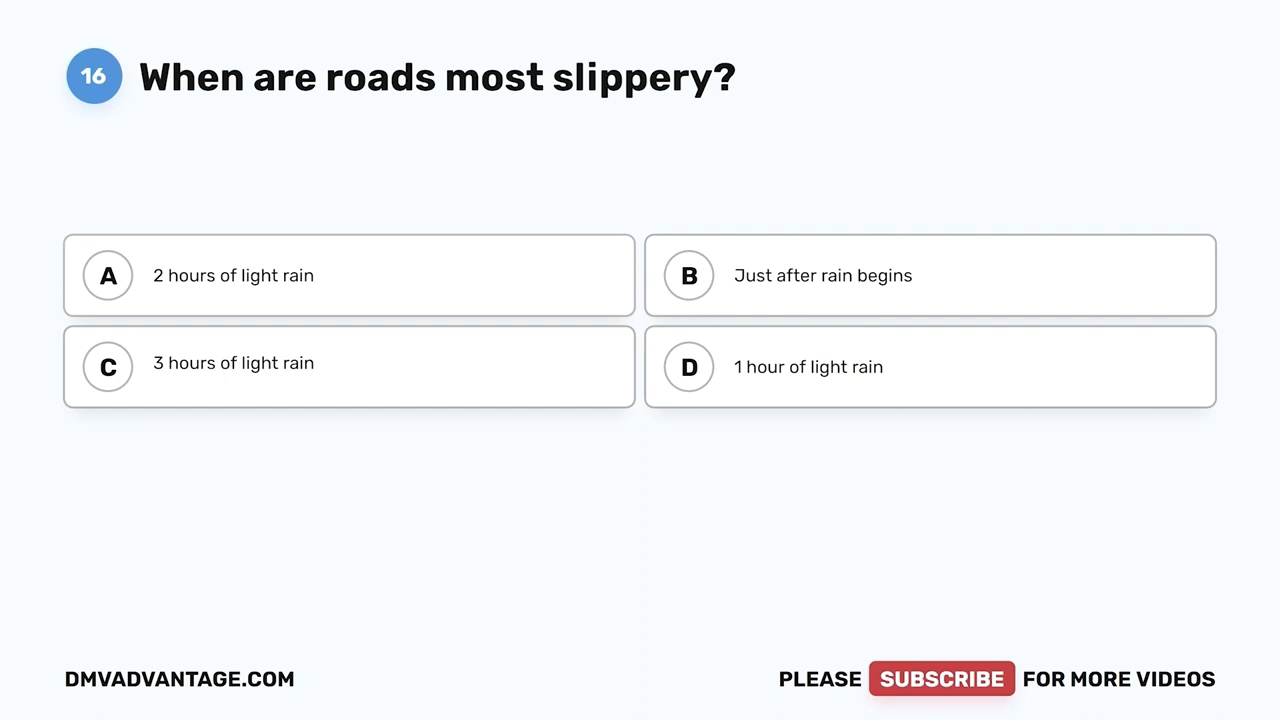 16 When are roads most slippery?
A 2 hours of light rain
B Just after rain begins
C 3 hours of light rain
D 1 hour of light rain
DMVADVANTAGE.COM
PLEASE SUBSCRIBE FOR MORE VIDEOS